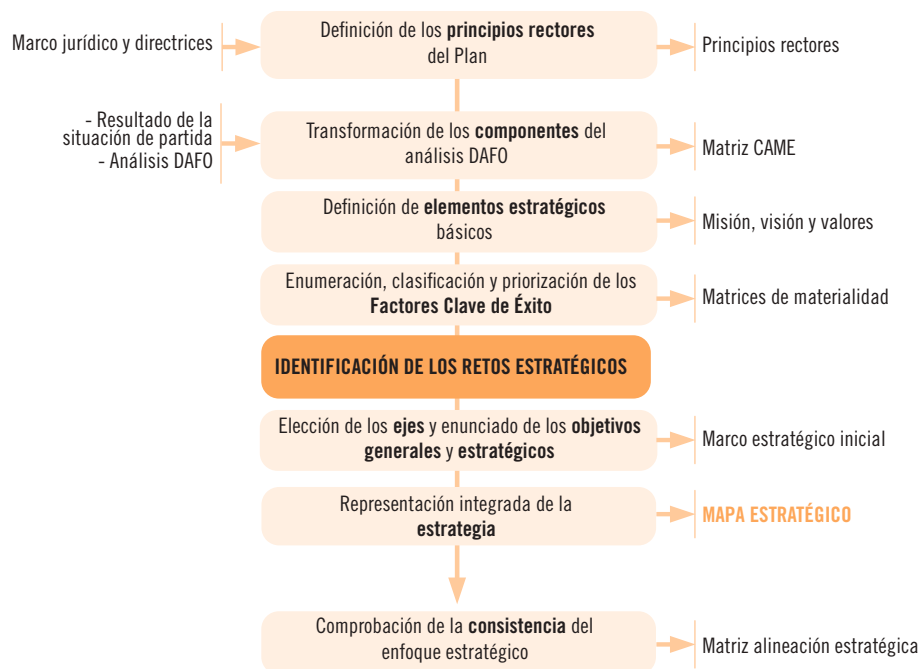 Marco jurídico y directrices
Definición de los principios rectores
del Plan
Principios rectores
- Resultado de la
situación de partida
- Análisis DAFO
Transformación de los componentes del
análisis DAFO
Matriz CAME
Definición de elementos estratégicos
básicos
Misión, visión y valores
Enumeración, clasificación y priorización de los
Factores Clave de Éxito
Matrices de materialidad
IDENTIFICACIÓN DE LOS RETOS ESTRATÉGICOS
Elección de los ejes y enunciado de los objetivos
generales y estratégicos
Marco estratégico inicial
Representación integrada de la
estrategia
MAPA ESTRATÉGICO
Comprobación de la consistencia del
enfoque estratégico
Matriz alineación estratégica